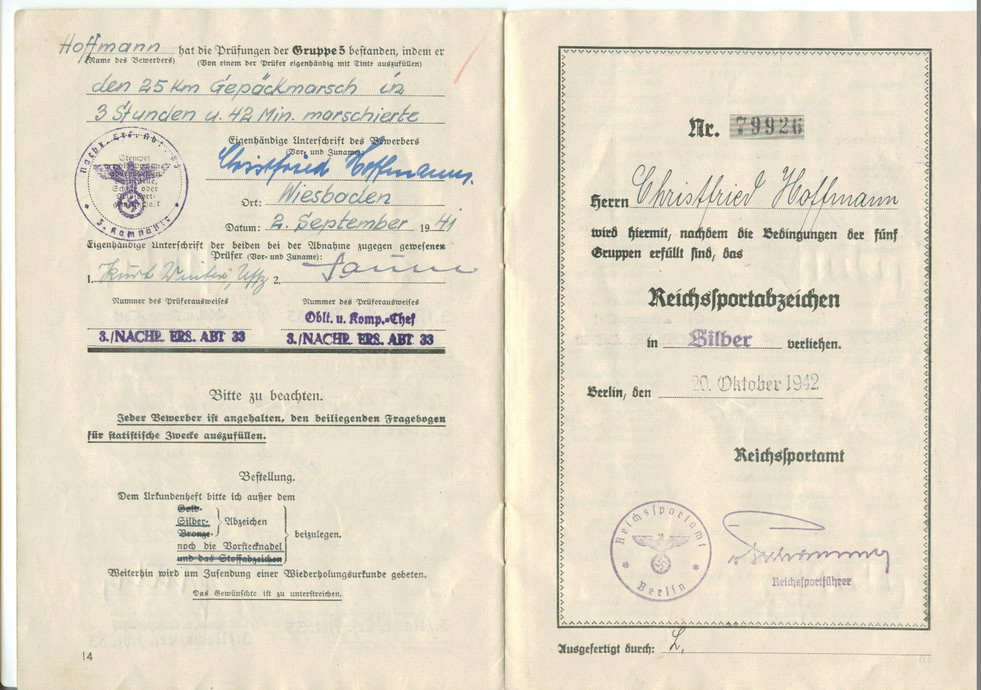 Hoffmann hat die Prüfungen der Gruppe 5 bestanden, indem er
(Name des Bewerbers) (Von einem der Prüfer eigenhändig mit Tinte auszufüllen)
den 25 Km Gepäckmarsch in
3 Stunden u. 42 Min. marschierte
Eigenhändige Unterschrift des Bewerbers
(Vor- und Zuname)
Christfried Hoffmann.
Ort: Wiesbaden
Datum: 2. September 1941
Stempel
3. Kompanie
Eigenhändige Unterschrift der beiden bei der Abnahme zugegen gewesenen
Prüfer (Vor- und Zuname):
1. Kurt Winter, Uffz 2.
Nummer des Prüferausweises Nummer des Prüferausweises
Oblt. u. Komp.-Chef
3./NACHR. ERS. ABT 33 3./NACHR. ERS. ABT 33
Bitte zu beachten.
Jeder Bewerber ist angehalten, den beiliegenden Fragebogen
für statistische Zwecke auszufüllen.
Bestellung.
Dem Urkundenheft bitte ich außer dem
Gold-
Silber- Abzeichen
Bronze-
noch die Vorstecknadel beizulegen.
und das Stoffabzeichen
Weiterhin wird um Zusendung einer Wiederholungsurkunde gebeten.
Das Gewünschte ist zu unterstreichen.
14
Nr. 79926
Herrn Christfried Hoffmann
wird hiermit, nachdem die Bedingungen der fünf
Gruppen erfüllt sind, das
Reichssportabzeichen
in Silber verliehen.
Berlin, den 20. Oktober 1942
Reichssportamt
Reichssportamt
Berlin
Reichssportführer
Ausgefertigt durch: L.